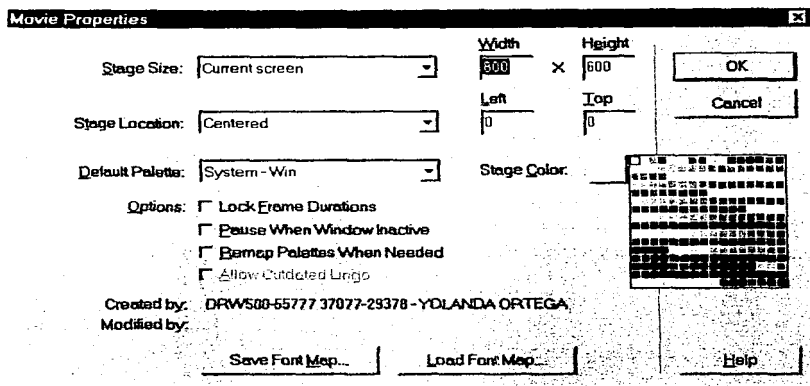 Movie Properties
Stage Size: Current screen
Width Height
800 × 600
OK
Left Top
0 0
Cancel
Stage Location: Centered
Default Palette: System - Win
Stage Color:
Options: Lock Frame Durations
Pause When Window Inactive
Remap Palettes When Needed
Allow Outdated Lingo
Created by: DRWS00-55777 37077-29378 - YOLANDA ORTEGA
Modified by:
Save Font Map... Load Font Map... Help